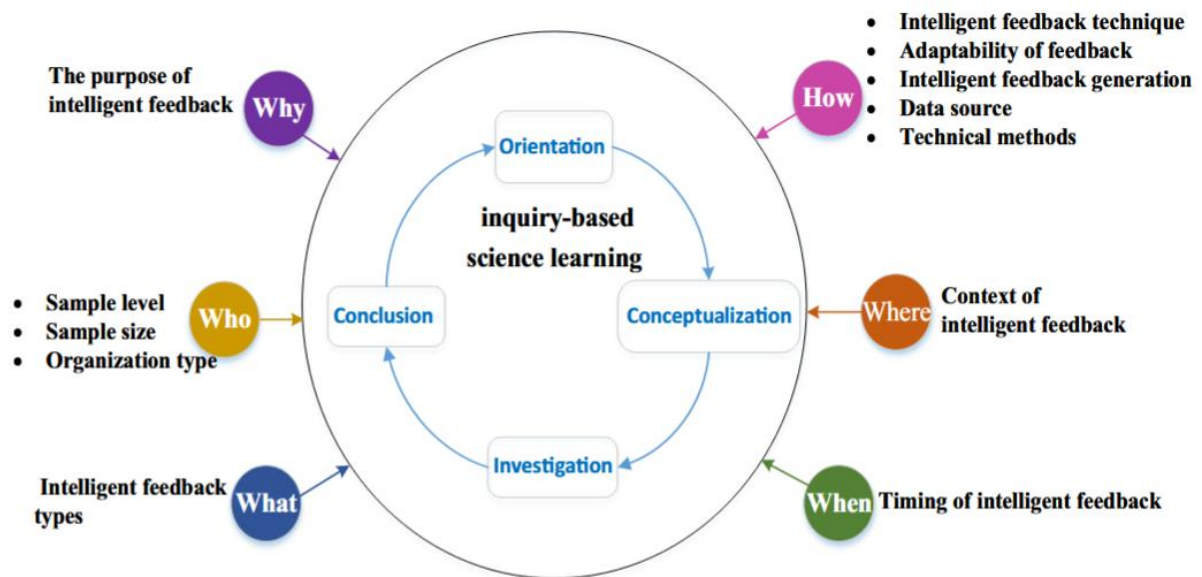 The purpose of
intelligent feedback
Why
• Intelligent feedback technique
• Adaptability of feedback
• Intelligent feedback generation
• Data source
• Technical methods
How
Orientation
inquiry-based
science learning
• Sample level
• Sample size
• Organization type
Who
Conclusion
Conceptualization
Where
Context of
intelligent feedback
Investigation
Intelligent feedback
types
What
When
Timing of intelligent feedback